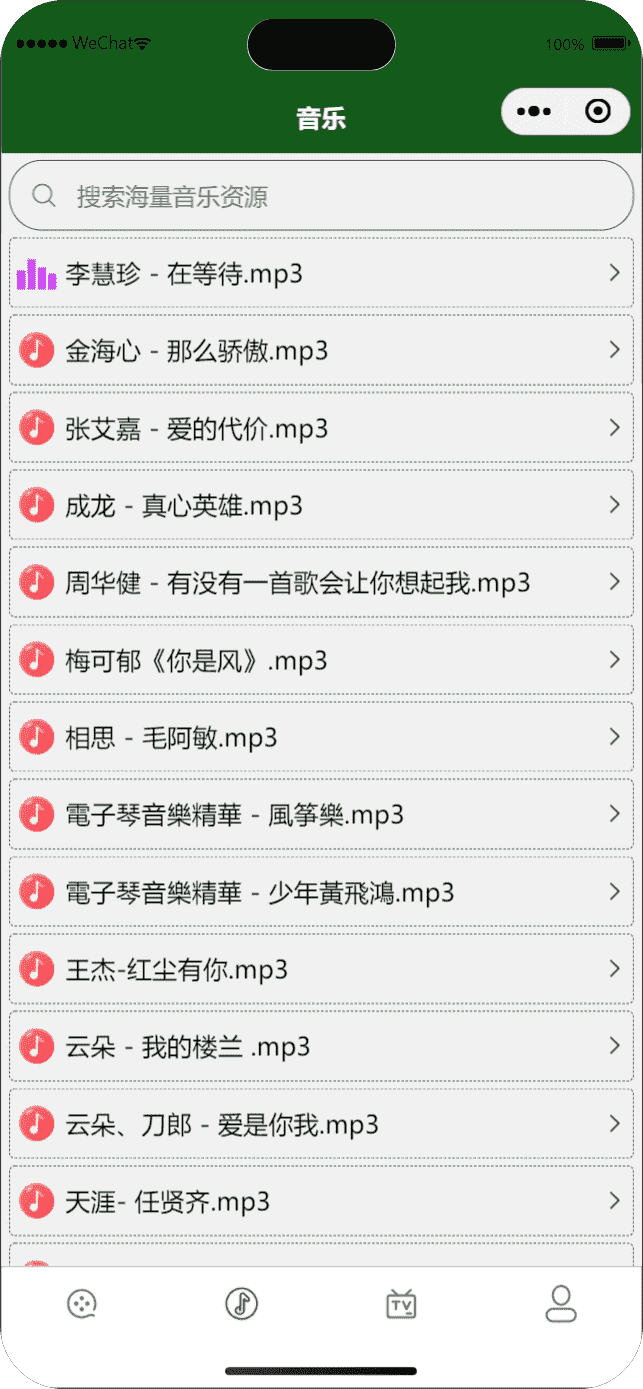 WeChat
100%
音乐
搜索海量音乐资源
李慧珍 - 在等待.mp3
金海心 - 那么骄傲.mp3
张艾嘉 - 爱的代价.mp3
成龙 - 真心英雄.mp3
周华健 - 有没有一首歌会让你想起我.mp3
梅可郁《你是风》.mp3
相思 - 毛阿敏.mp3
電子琴音樂精華 - 風筝樂.mp3
電子琴音樂精華 - 少年黃飛鴻.mp3
王杰-红尘有你.mp3
云朵 - 我的楼兰 .mp3
云朵、刀郎 - 爱是你我.mp3
天涯- 任贤齐.mp3
TV